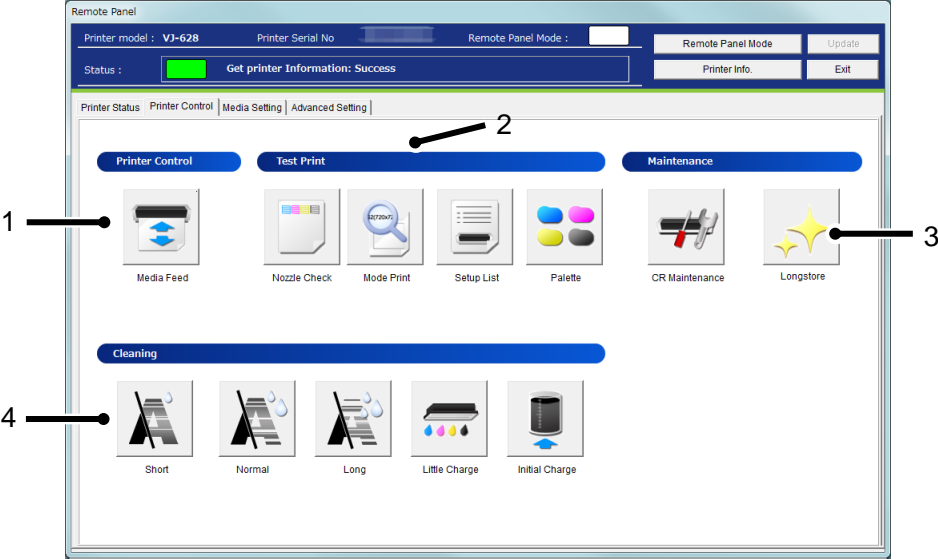 Remote Panel
Printer model : VJ-628 Printer Serial No Remote Panel Mode :
Remote Panel Mode Update
Status : Get printer Information: Success
Printer Info. Exit
Printer Status Printer Control Media Setting Advanced Setting
2
Printer Control Test Print Maintenance
1
62(720x72
3
Media Feed Nozzle Check Mode Print Setup List Palette CR Maintenance Longstore
Cleaning
4
Short Normal Long Little Charge Initial Charge